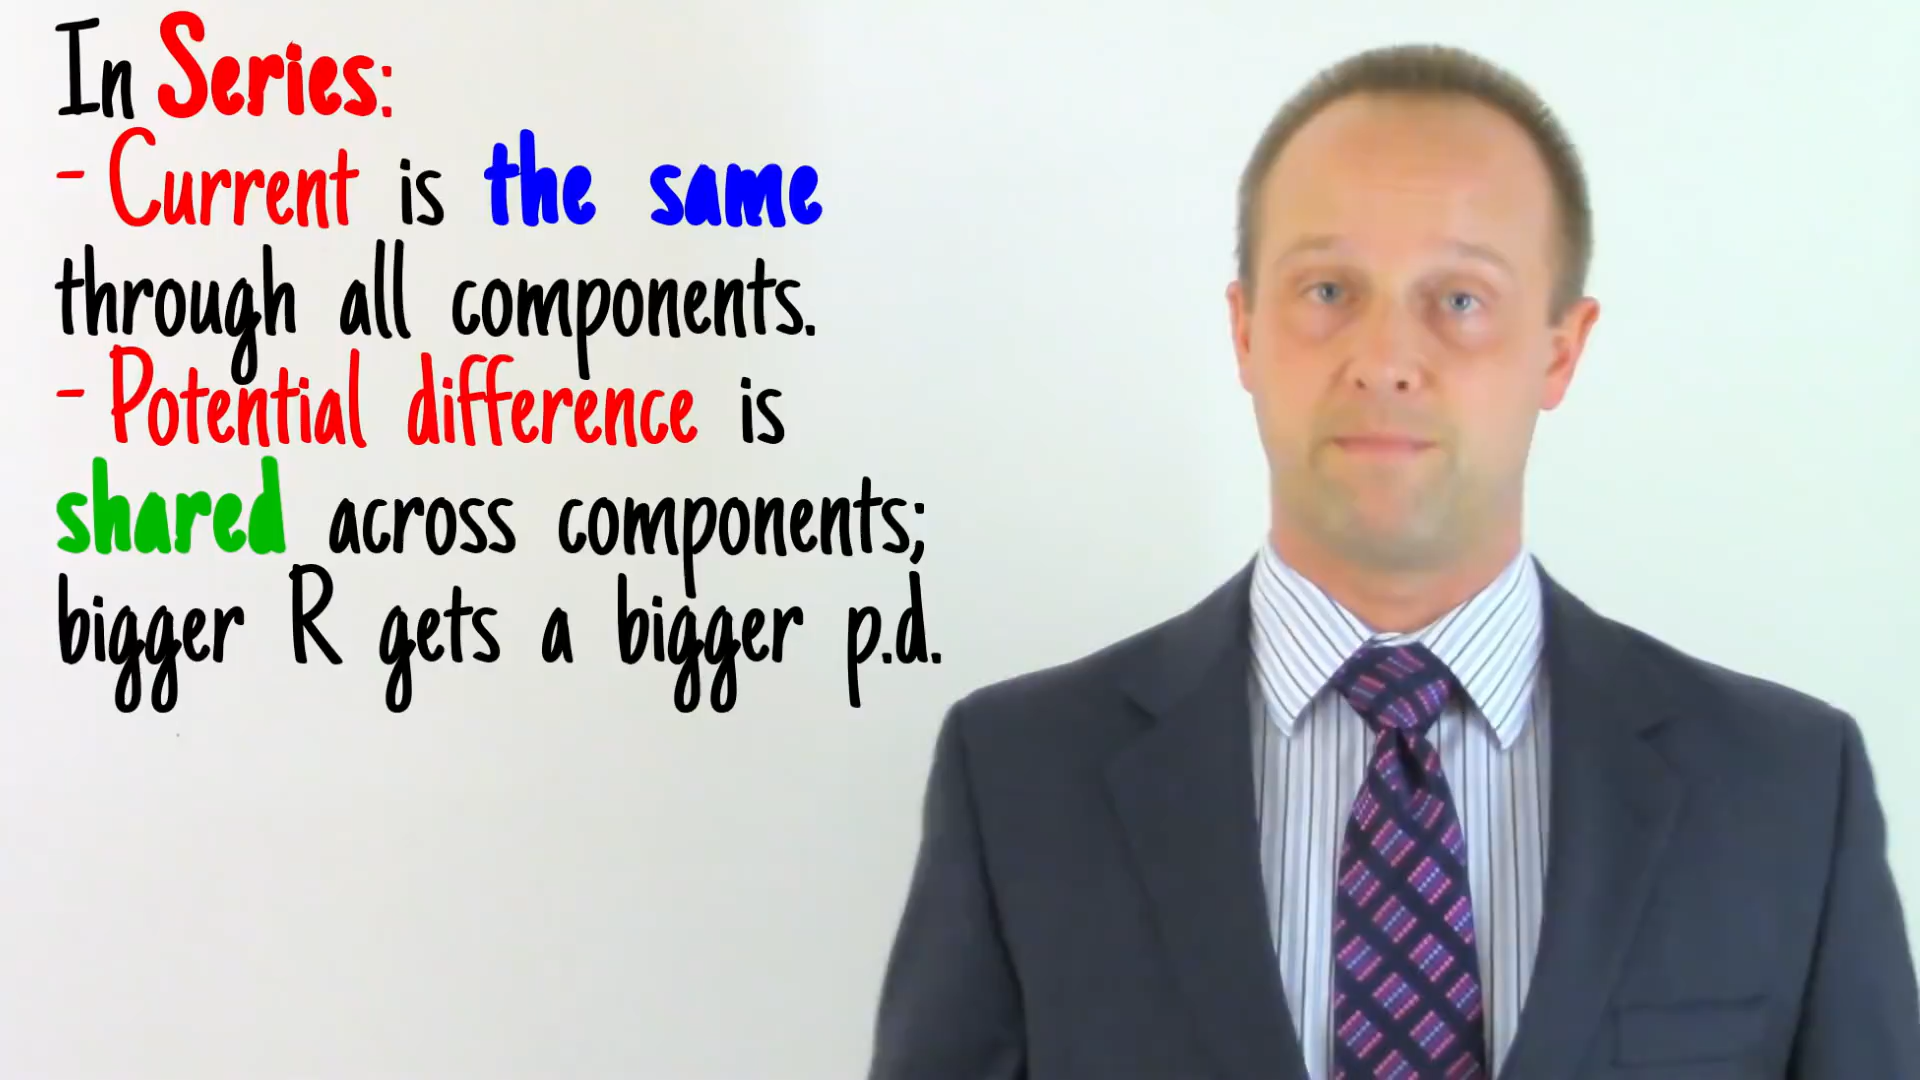 In Series:
- Current is the same
through all components.
- Potential difference is
shared across components;
bigger R gets a bigger p.d.